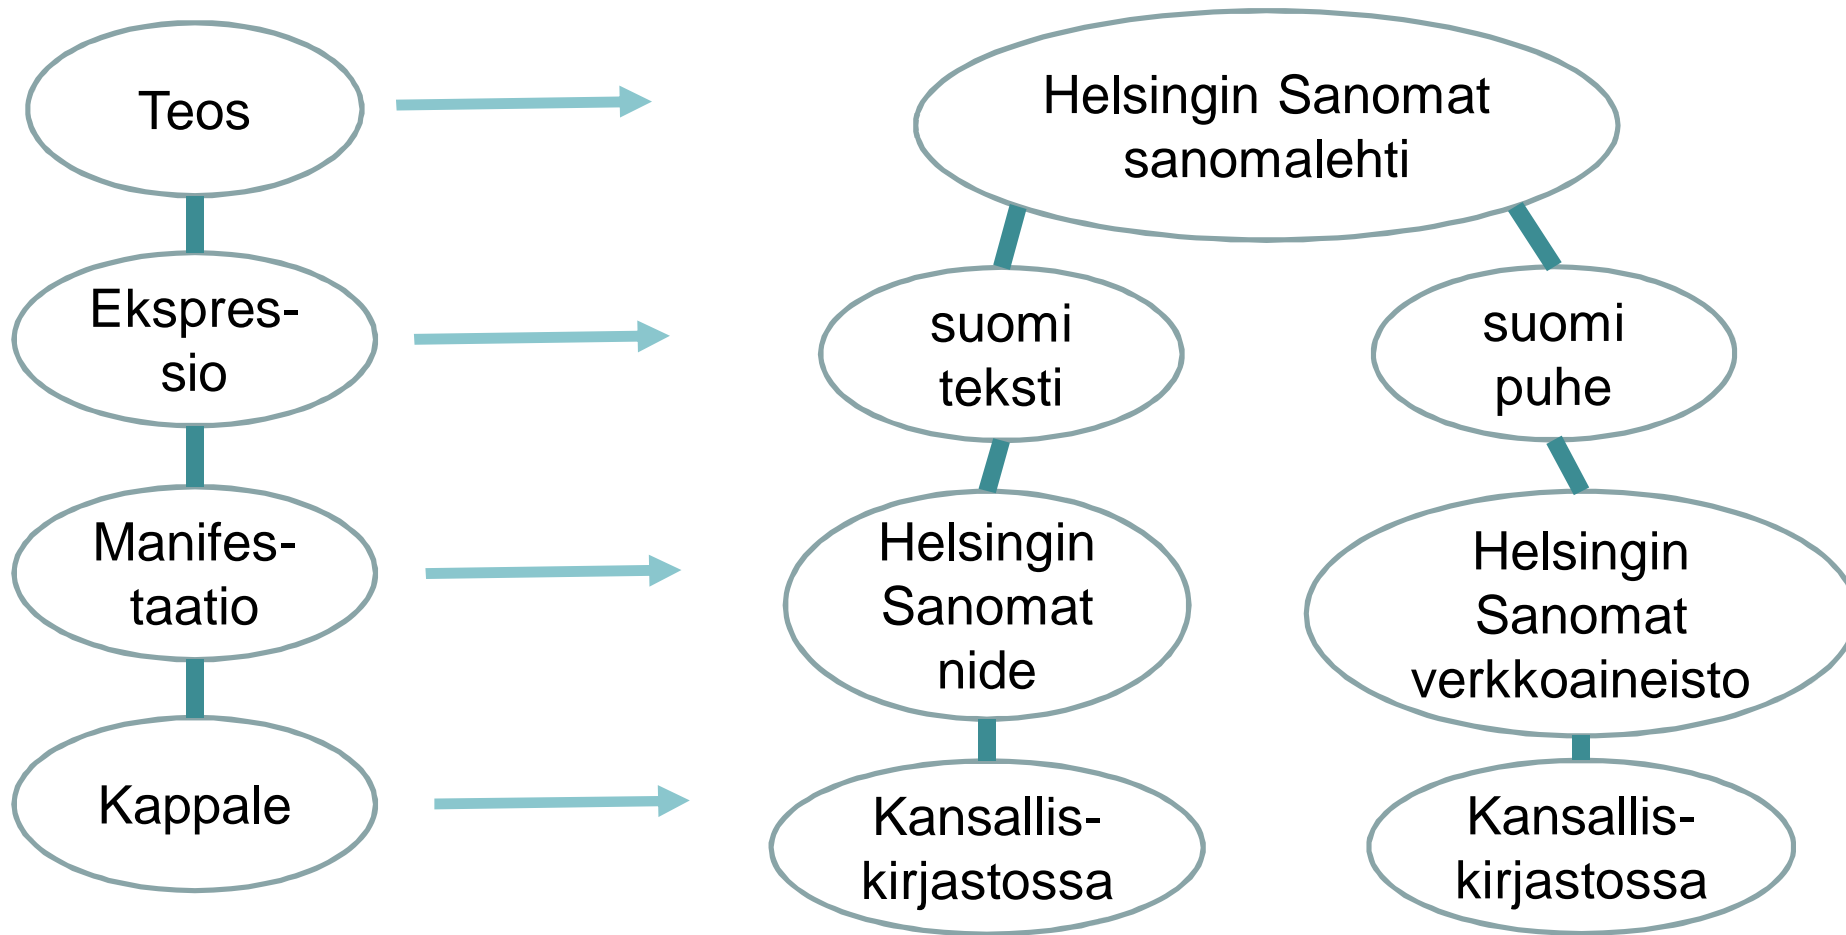 Teos
Helsingin Sanomat
sanomalehti
Ekspres-
sio
suomi
teksti
suomi
puhe
Manifes-
taatio
Helsingin
Sanomat
nide
Helsingin
Sanomat
verkkoaineisto
Kappale
Kansallis-
kirjastossa
Kansallis-
kirjastossa